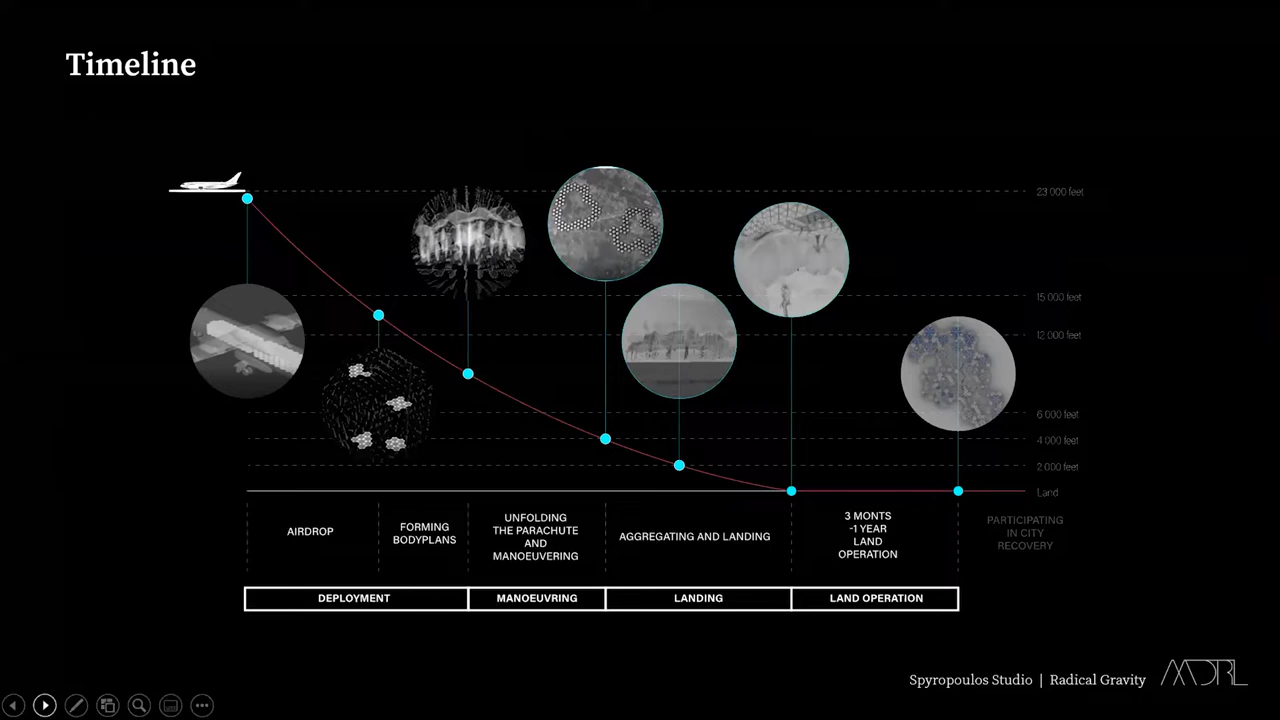 Timeline
23 000 feet
15 000 feet
12 000 feet
6 000 feet
4 000 feet
2 000 feet
Land
AIRDROP
FORMING
BODYPLANS
UNFOLDING
THE PARACHUTE
AND
MANOEUVERING
AGGREGATING AND LANDING
3 MONTS
-1 YEAR
LAND
OPERATION
PARTICIPATING
IN CITY
RECOVERY
DEPLOYMENT
MANOEUVRING
LANDING
LAND OPERATION
Spyropoulos Studio | Radical Gravity